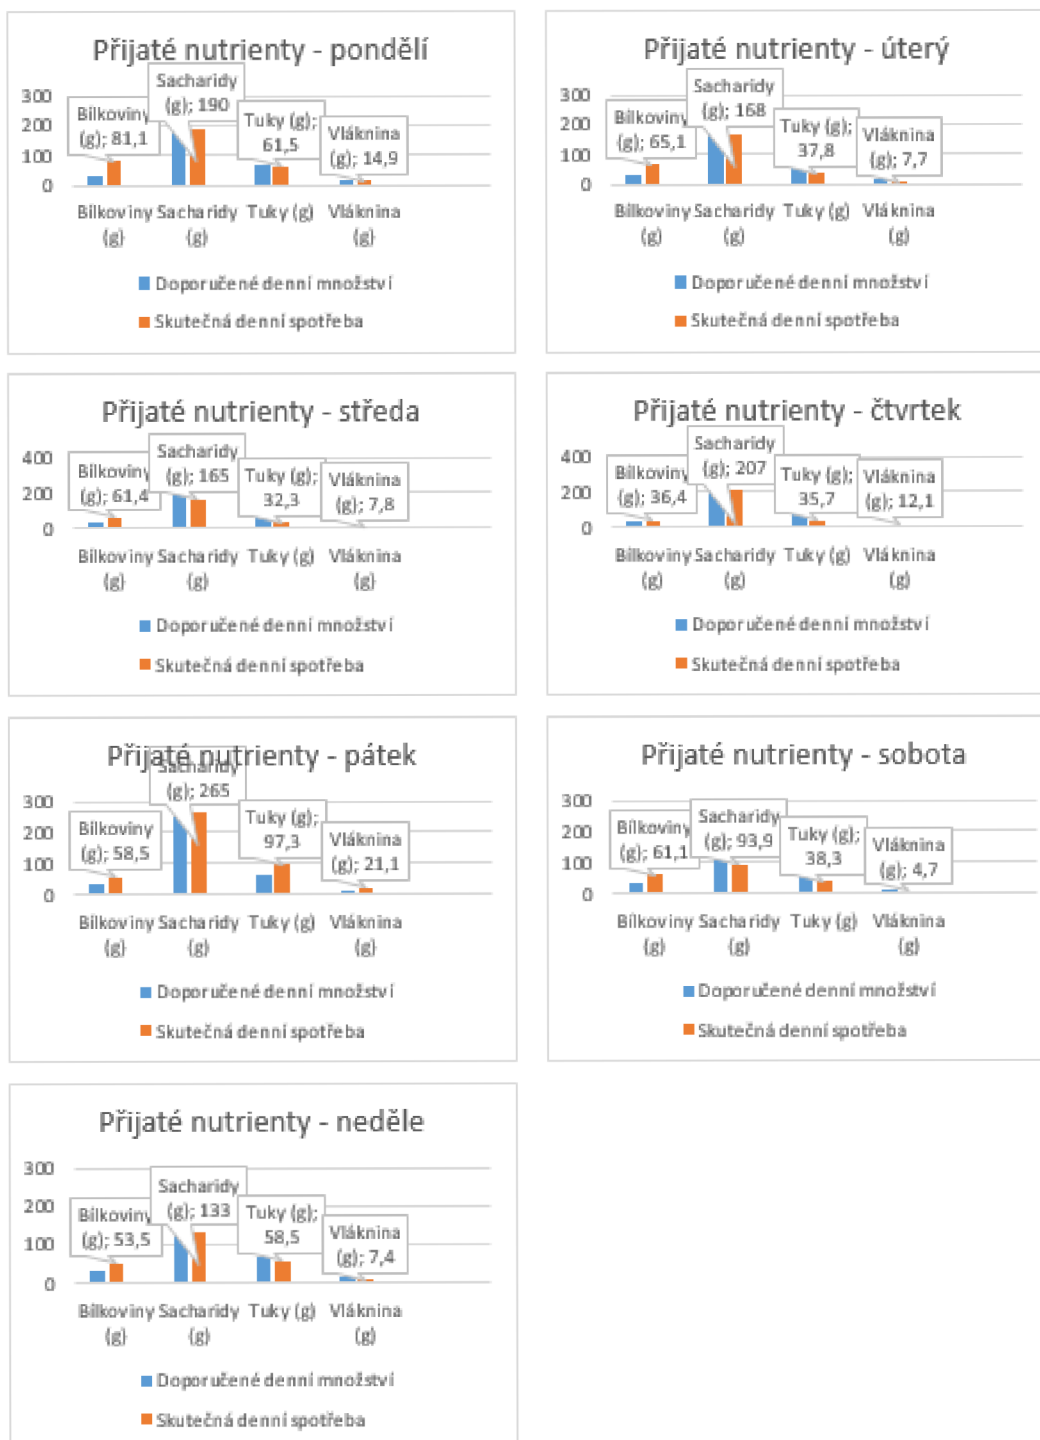 Přijaté nutrienty - pondělí
Sacharidy
(g); 190
Bílkoviny
(g); 81,1
Tuky (g);
61,5
Vláknina
(g); 14,9
300
200
100
0
Bílkoviny Sacharidy Tuky (g) Vláknina
(g) (g) (g)
Doporučené denní množství
Skutečná denní spotřeba
Přijaté nutrienty - úterý
Sacharidy
(g); 168
Bílkoviny
(g); 65,1
Tuky (g);
37,8
Vláknina
(g); 7,7
300
200
100
0
Bílkoviny Sacharidy Tuky (g) Vláknina
(g) (g) (g)
Doporučené denní množství
Skutečná denní spotřeba
Přijaté nutrienty - středa
Sacharidy
(g); 165
Bílkoviny
(g); 61,4
Tuky (g);
32,3
Vláknina
(g); 7,8
400
200
0
Bílkoviny Sacharidy Tuky (g) Vláknina
(g) (g) (g)
Doporučené denní množství
Skutečná denní spotřeba
Přijaté nutrienty - čtvrtek
Sacharidy
(g); 207
Bílkoviny
(g); 36,4
Tuky (g);
35,7
Vláknina
(g); 12,1
400
200
0
Bílkoviny Sacharidy Tuky (g) Vláknina
(g) (g) (g)
Doporučené denní množství
Skutečná denní spotřeba
Přijaté nutrienty - pátek
Sacharidy
(g); 265
Bílkoviny
(g); 58,5
Tuky (g);
97,3
Vláknina
(g); 21,1
300
200
100
0
Bílkoviny Sacharidy Tuky (g) Vláknina
(g) (g) (g)
Doporučené denní množství
Skutečná denní spotřeba
Přijaté nutrienty - sobota
Sacharidy
(g); 93,9
Bílkoviny
(g); 61,1
Tuky (g);
38,3
Vláknina
(g); 4,7
300
200
100
0
Bílkoviny Sacharidy Tuky (g) Vláknina
(g) (g) (g)
Doporučené denní množství
Skutečná denní spotřeba
Přijaté nutrienty - neděle
Sacharidy
(g); 133
Bílkoviny
(g); 53,5
Tuky (g);
58,5
Vláknina
(g); 7,4
300
200
100
0
Bílkoviny Sacharidy Tuky (g) Vláknina
(g) (g) (g)
Doporučené denní množství
Skutečná denní spotřeba